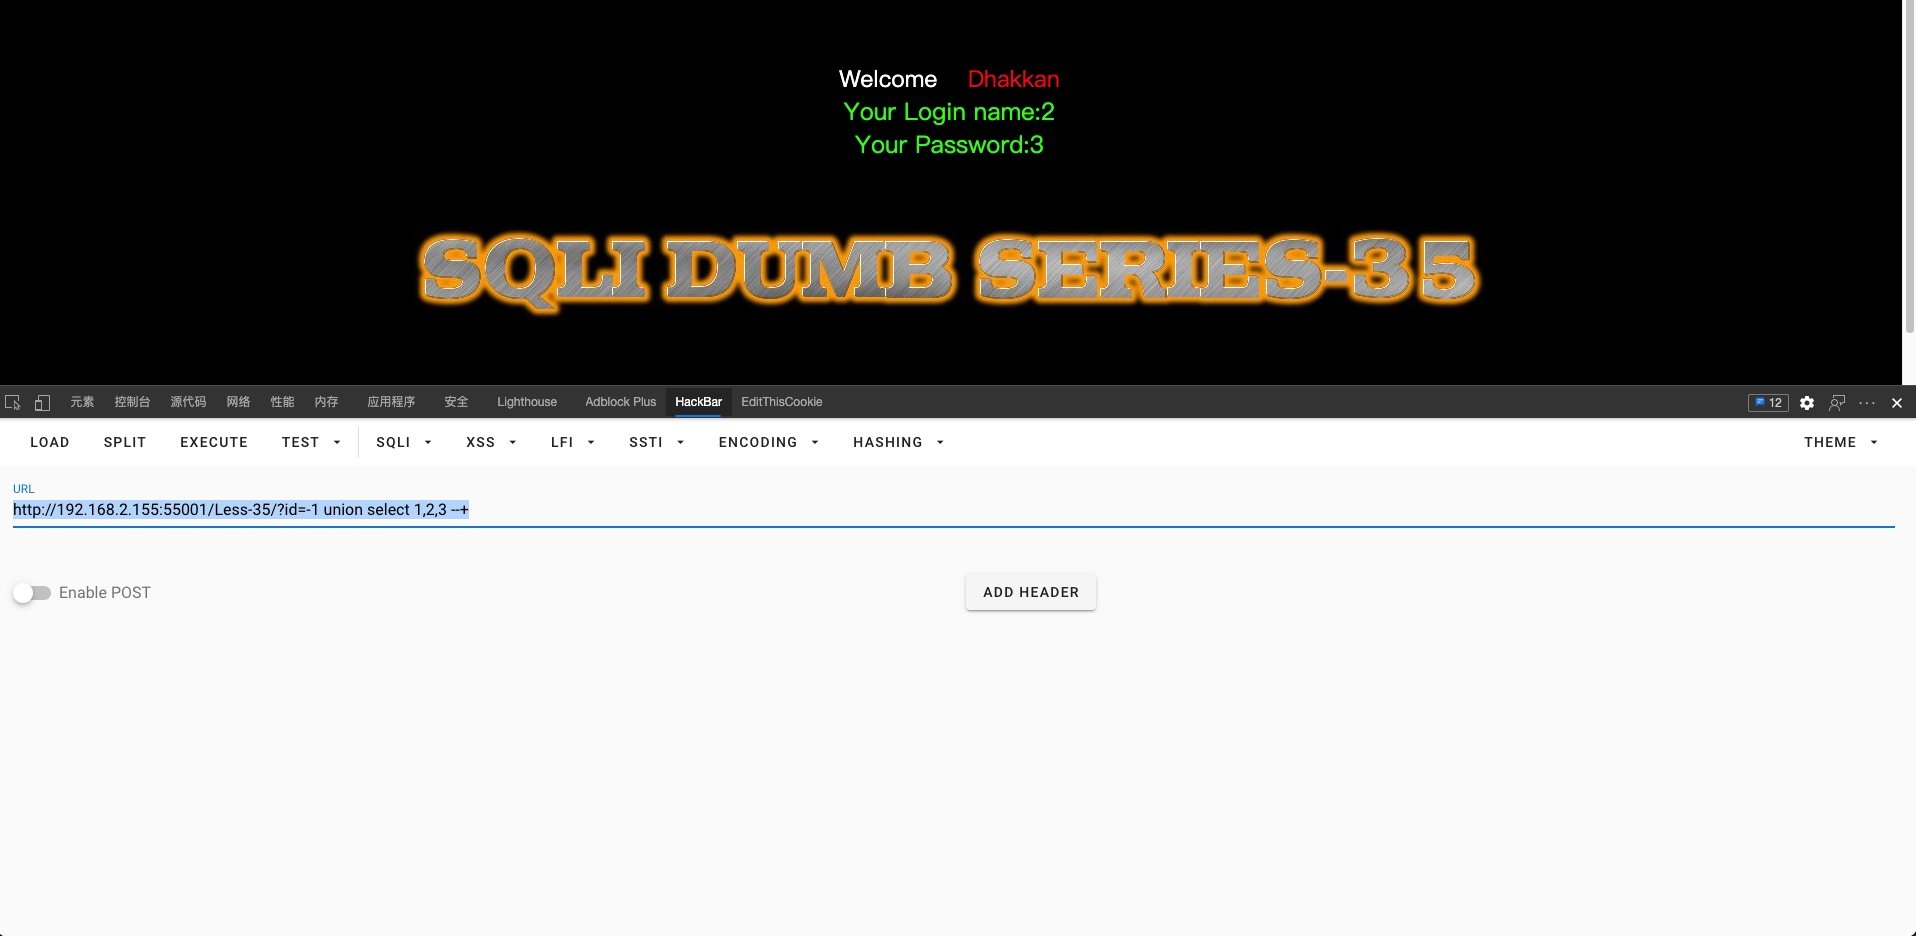 Welcome Dhakkan
Your Login name:2
Your Password:3
SQLI DUMB SERIES-35
元素 控制台 源代码 网络 性能 内存 应用程序 安全 Lighthouse Adblock Plus HackBar EditThisCookie 12
LOAD SPLIT EXECUTE TEST SQLI XSS LFI SSTI ENCODING HASHING THEME
URL
http://192.168.2.155:55001/Less-35/?id=-1 union select 1,2,3 --+
Enable POST ADD HEADER